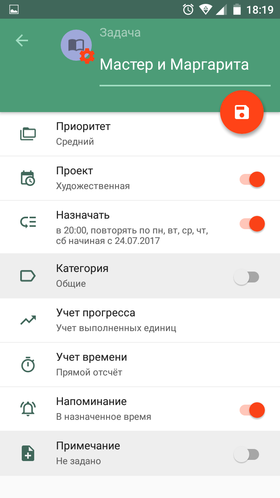 18:19
Задача
Мастер и Маргарита
Приоритет
Средний
Проект
Художественная
Назначать
в 20:00, повторять по пн, вт, ср, чт,
сб начиная с 24.07.2017
Категория
Общие
Учет прогресса
Учет выполненных единиц
Учет времени
Прямой отсчёт
Напоминание
В назначенное время
Примечание
Не задано